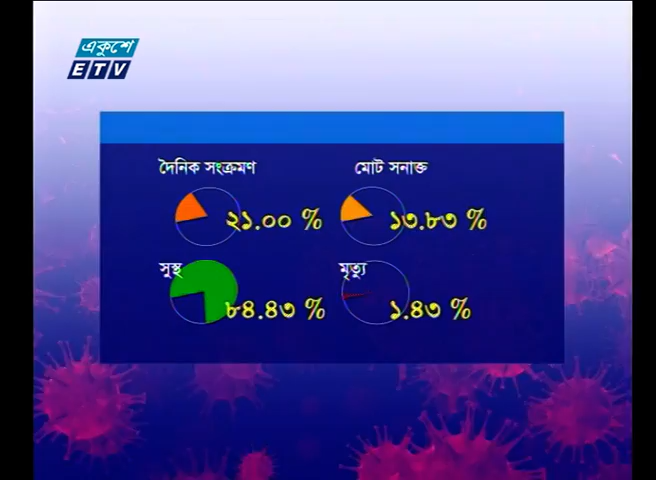 একুশে
ETV
দৈনিক সংক্রমণ মোট সনাক্ত
২১.০০ % ১৩.৮৩ %
সুস্থ মৃত্যু
৮৪.৪৩ % ১.৪৩ %